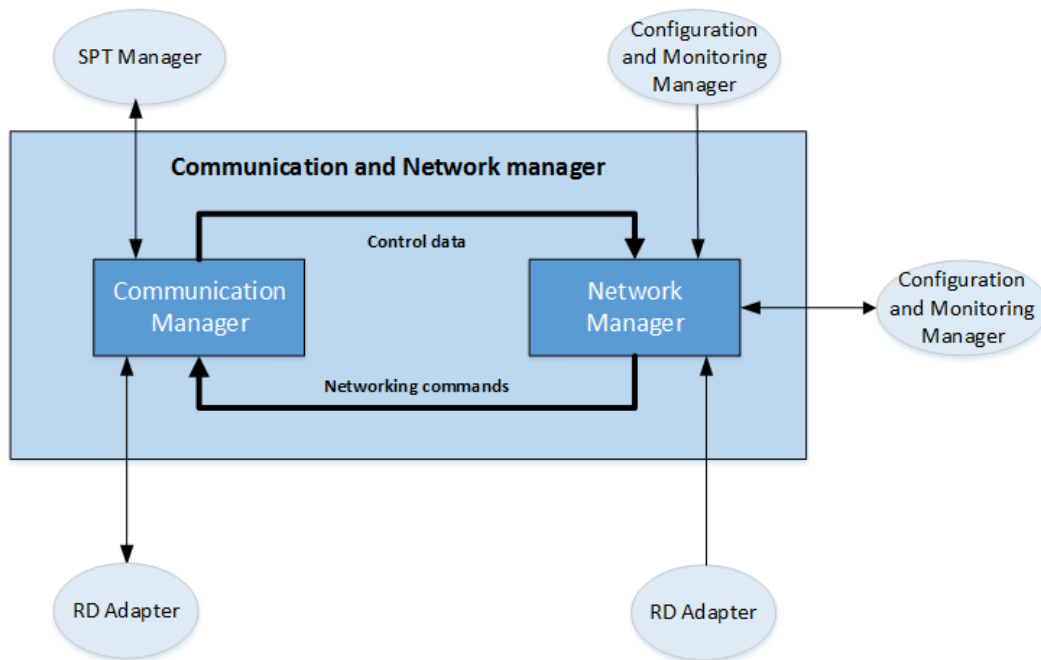 SPT Manager
Configuration
and Monitoring
Manager
Communication and Network manager
Control data
Communication
Manager
Network
Manager
Configuration
and Monitoring
Manager
Networking commands
RD Adapter
RD Adapter